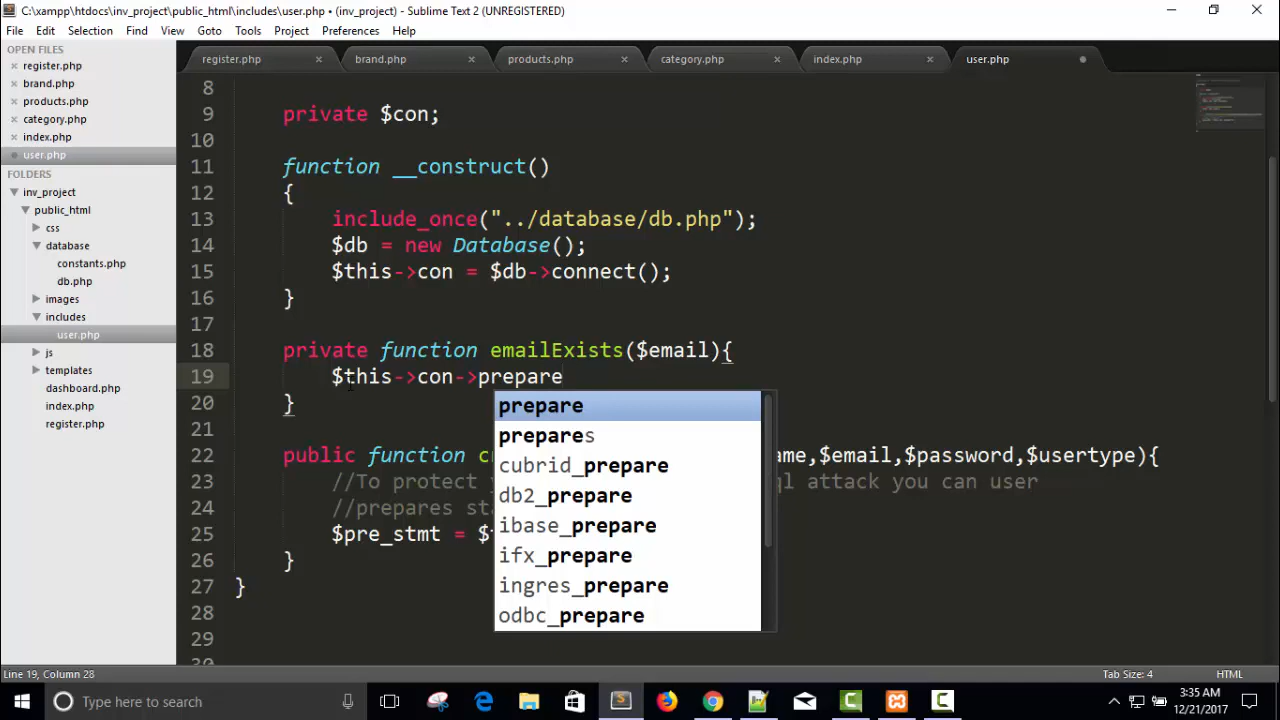 C:\xampp\htdocs\inv_project\public_html\includes\user.php • (inv_project) - Sublime Text 2 (UNREGISTERED)
File Edit Selection Find View Goto Tools Project Preferences Help
OPEN FILES
register.php
brand.php
products.php
category.php
index.php
user.php
FOLDERS
inv_project
public_html
css
database
constants.php
db.php
images
includes
user.php
js
templates
dashboard.php
index.php
register.php
register.php × brand.php × products.php × category.php × index.php × user.php
8
9 private $con;
10
11 function __construct()
12 {
13 include_once("../database/db.php");
14 $db = new Database();
15 $this->con = $db->connect();
16 }
17
18 private function emailExists($email){
19 $this->con->prepare
20 }
21
22 public function c ame,$email,$password,$usertype){
23 //To protect ql attack you can user
24 //prepares st
25 $pre_stmt = $
26 }
27 }
28
29
30
prepare
prepares
cubrid_prepare
db2_prepare
ibase_prepare
ifx_prepare
ingres_prepare
odbc_prepare
Line 19, Column 28 Tab Size: 4 HTML
Type here to search
3:35 AM
12/21/2017